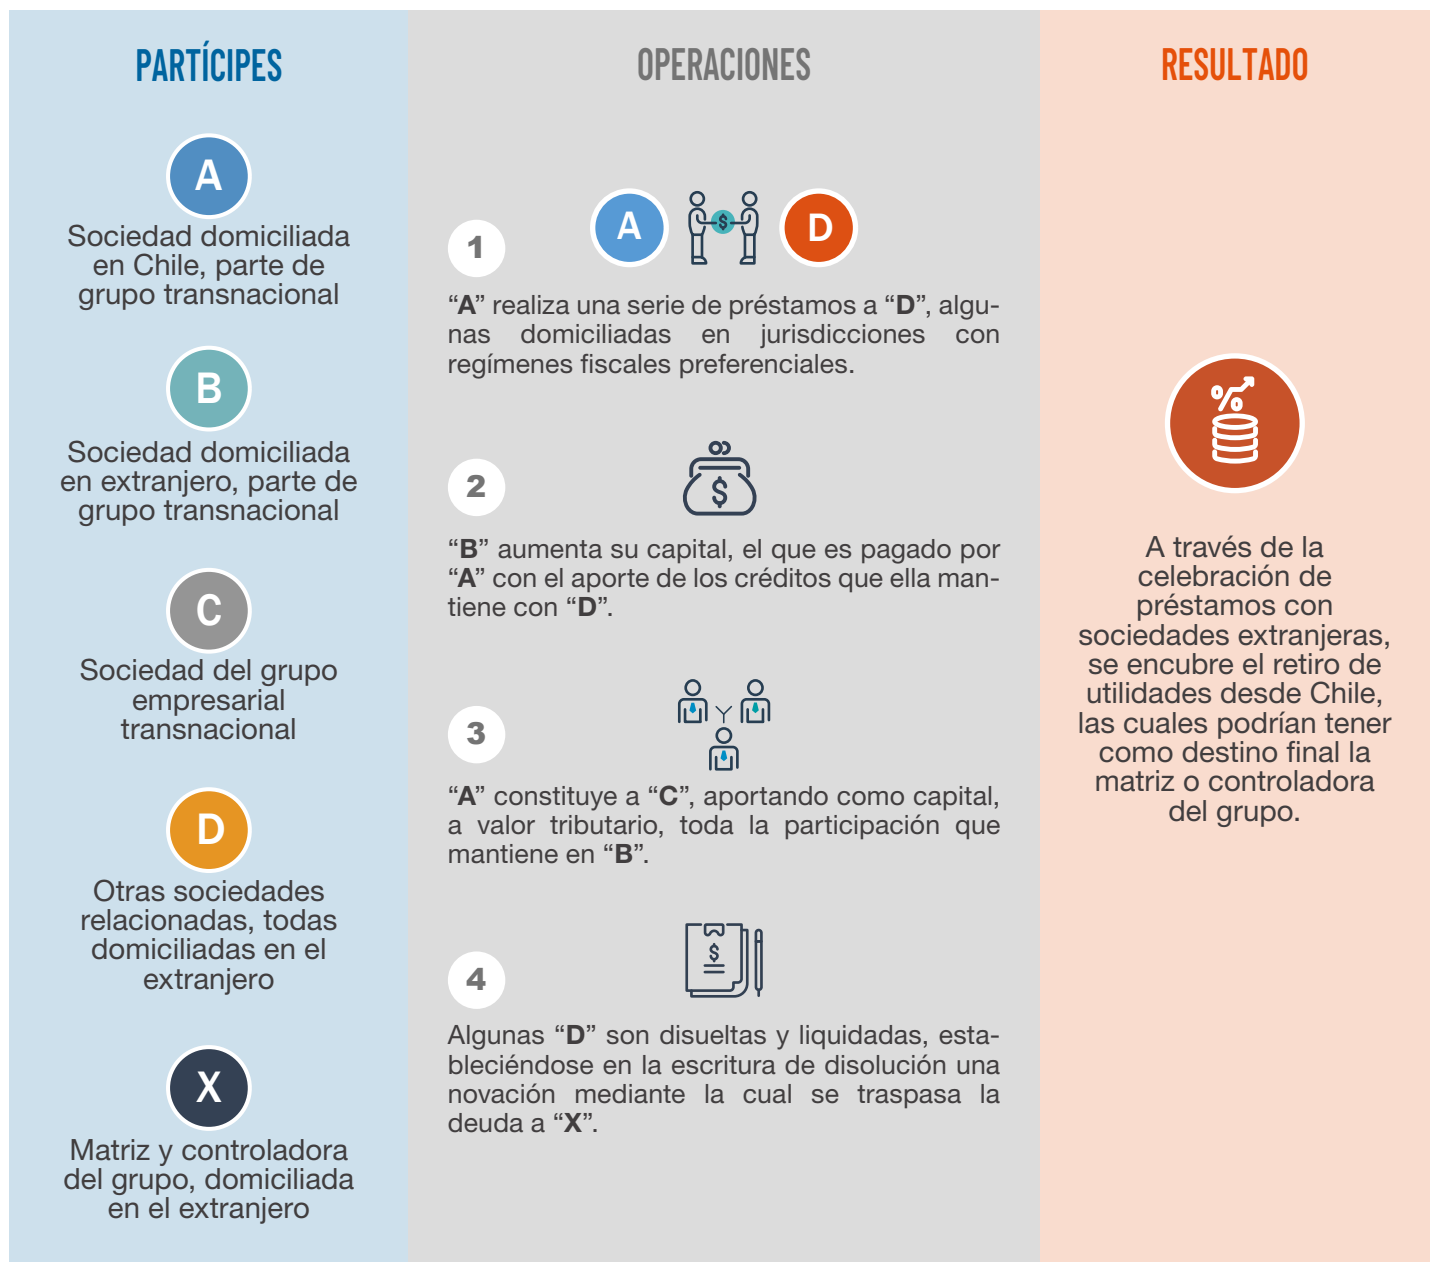 PARTÍCIPES
A
Sociedad domiciliada
en Chile, parte de
grupo transnacional
B
Sociedad domiciliada
en extranjero, parte de
grupo transnacional
C
Sociedad del grupo
empresarial
transnacional
D
Otras sociedades
relacionadas, todas
domiciliadas en el
extranjero
X
Matriz y controladora
del grupo, domiciliada
en el extranjero
OPERACIONES
1
A
$
D
“A” realiza una serie de préstamos a “D”, algu-
nas domiciliadas en jurisdicciones con
regímenes fiscales preferenciales.
2
$
“B” aumenta su capital, el que es pagado por
“A” con el aporte de los créditos que ella man-
tiene con “D”.
3
“A” constituye a “C”, aportando como capital,
a valor tributario, toda la participación que
mantiene en “B”.
4
$
Algunas “D” son disueltas y liquidadas, esta-
bleciéndose en la escritura de disolución una
novación mediante la cual se traspasa la
deuda a “X”.
RESULTADO
%
A través de la
celebración de
préstamos con
sociedades extranjeras,
se encubre el retiro de
utilidades desde Chile,
las cuales podrían tener
como destino final la
matriz o controladora
del grupo.